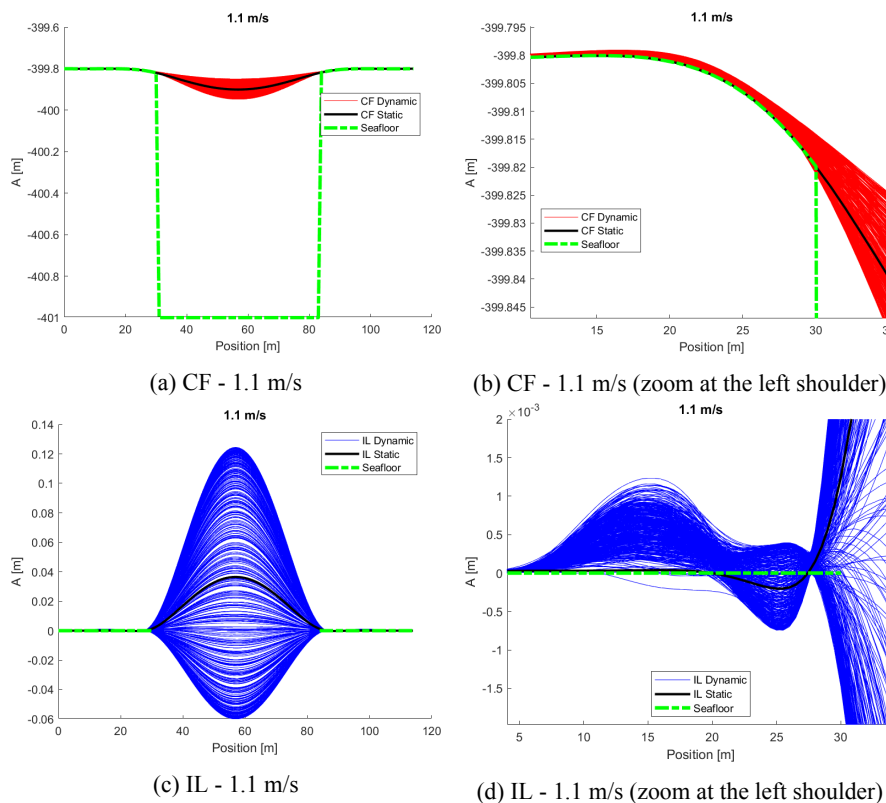 1.1 m/s
-399.6
-399.8
-400
-400.2
-400.4
-400.6
-400.8
-401
A [m]
0 20 40 60 80 100 120
Position [m]
CF Dynamic
CF Static
Seafloor
(a) CF - 1.1 m/s
1.1 m/s
-399.795
-399.8
-399.805
-399.81
-399.815
-399.82
-399.825
-399.83
-399.835
-399.84
-399.845
A [m]
15 20 25 30 3
Position [m]
CF Dynamic
CF Static
Seafloor
(b) CF - 1.1 m/s (zoom at the left shoulder)
1.1 m/s
0.14
0.12
0.1
0.08
0.06
0.04
0.02
0
-0.02
-0.04
-0.06
A [m]
0 20 40 60 80 100 120
Position [m]
IL Dynamic
IL Static
Seafloor
(c) IL - 1.1 m/s
1.1 m/s
×10-3
2
1.5
1
0.5
0
-0.5
-1
-1.5
A [m]
5 10 15 20 25 30
Position [m]
IL Dynamic
IL Static
Seafloor
(d) IL - 1.1 m/s (zoom at the left shoulder)